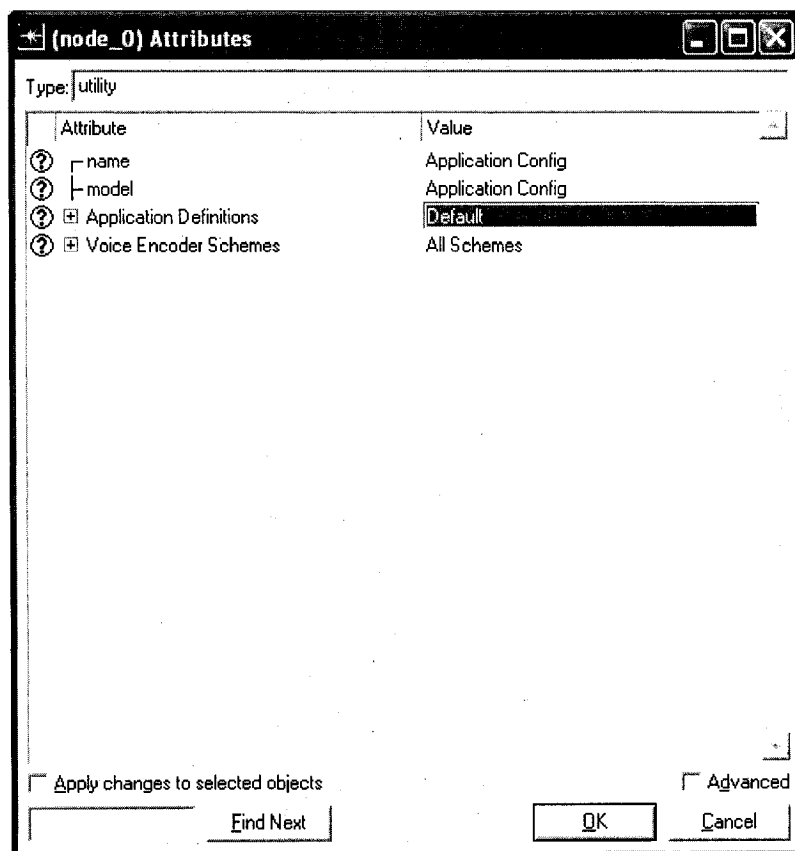 (node_0) Attributes
Type: utility
Attribute Value
name Application Config
model Application Config
Application Definitions Default
Voice Encoder Schemes All Schemes
Apply changes to selected objects Advanced
Find Next OK Cancel